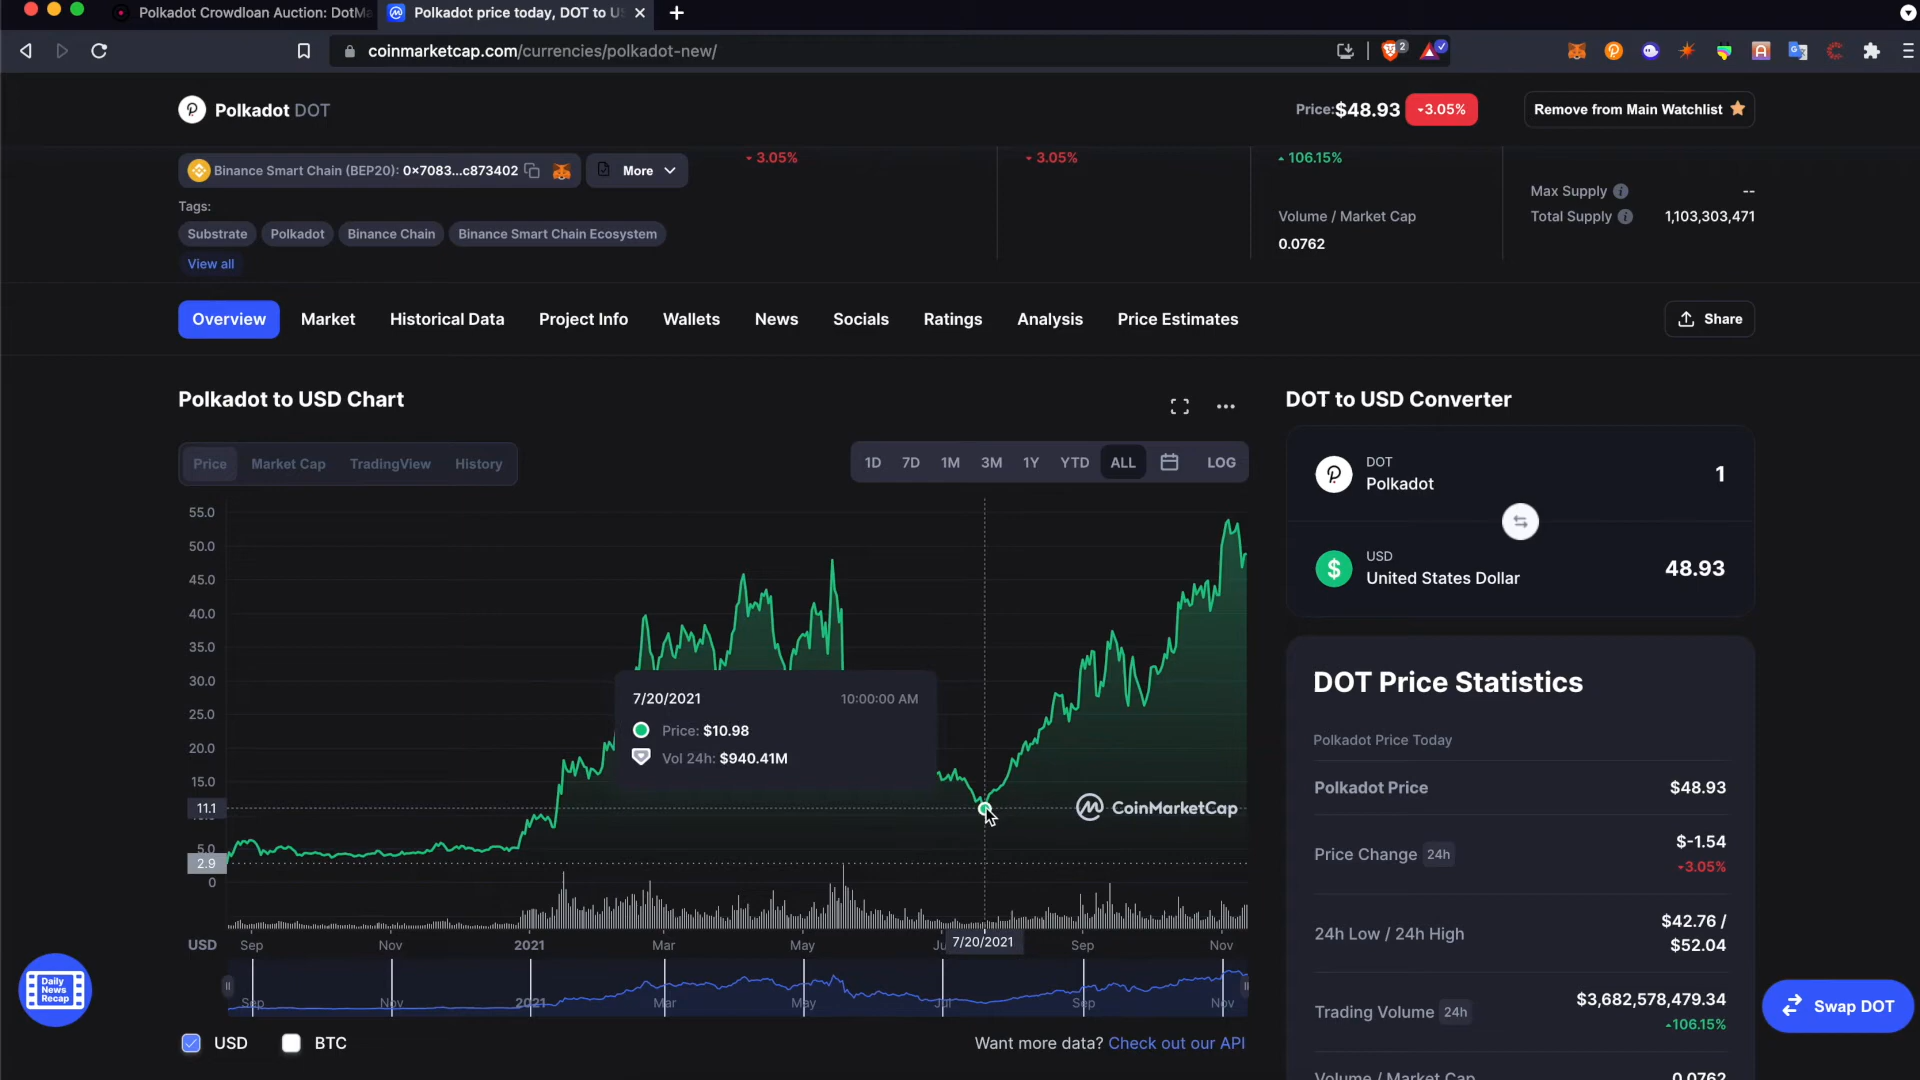 Polkadot Crowdloan Auction: DotMa
Polkadot price today, DOT to US
coinmarketcap.com/currencies/polkadot-new/
2
Polkadot DOT
Price:$48.93
3.05%
Remove from Main Watchlist
Binance Smart Chain (BEP20): 0x7083...c873402
More
3.05%
3.05%
106.15%
Max Supply
--
Tags:
Volume / Market Cap
Total Supply
1,103,303,471
Substrate
Polkadot
Binance Chain
Binance Smart Chain Ecosystem
0.0762
View all
Overview
Market
Historical Data
Project Info
Wallets
News
Socials
Ratings
Analysis
Price Estimates
Share
Polkadot to USD Chart
DOT to USD Converter
Price
Market Cap
TradingView
History
1D
7D
1M
3M
1Y
YTD
ALL
LOG
DOT
Polkadot
1
USD
United States Dollar
48.93
55.0
50.0
45.0
40.0
35.0
30.0
25.0
20.0
15.0
11.1
5.0
2.9
0
7/20/2021
10:00:00 AM
Price: $10.98
Vol 24h: $940.41M
CoinMarketCap
USD
Sep
Nov
2021
Mar
May
7/20/2021
Sep
Nov
Sep
Nov
2021
Mar
May
Jul
Sep
Nov
USD
BTC
Want more data? Check out our API
Daily
News
Recap
DOT Price Statistics
Polkadot Price Today
Polkadot Price
$48.93
Price Change 24h
$-1.54
3.05%
24h Low / 24h High
$42.76 /
$52.04
Trading Volume 24h
$3,682,578,479.34
106.15%
Volume / Market Cap
0.0762
Swap DOT